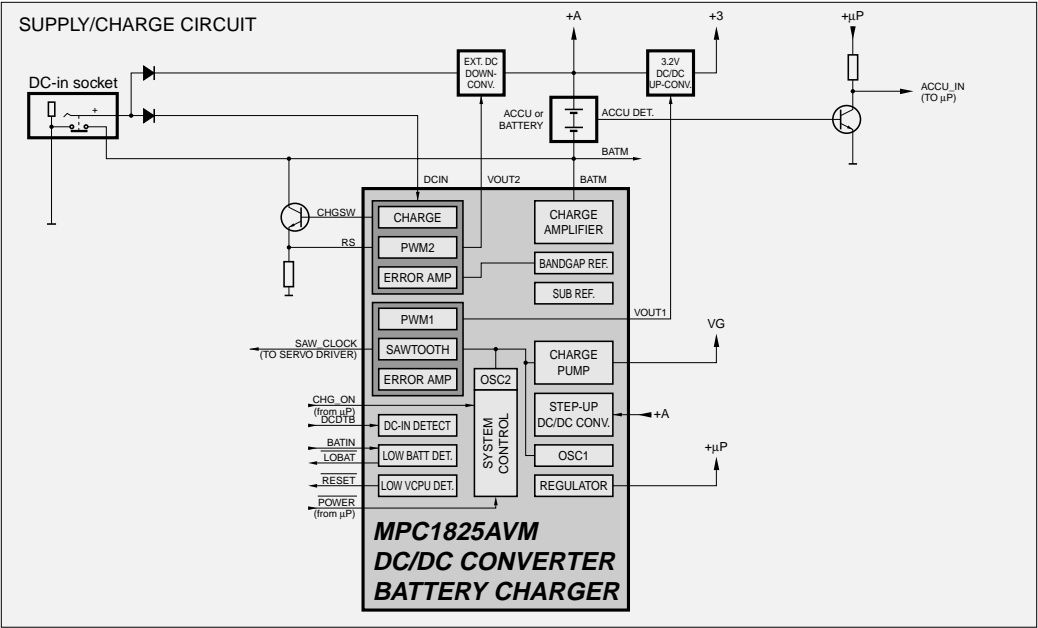 SUPPLY/CHARGE CIRCUIT
+A
+3
+µP
DC-in socket
+
EXT. DC
DOWN-
CONV.
3.2V
DC/DC
UP-CONV.
ACCU or
BATTERY
ACCU DET.
ACCU_IN
(TO µP)
BATM
DCIN
VOUT2
BATM
CHGSW
RS
CHARGE
PWM2
ERROR AMP
CHARGE
AMPLIFIER
BANDGAP REF.
SUB REF.
VOUT1
PWM1
SAWTOOTH
ERROR AMP
SAW_CLOCK
(TO SERVO DRIVER)
OSC2
SYSTEM
CONTROL
CHARGE
PUMP
VG
STEP-UP
DC/DC CONV.
+A
OSC1
REGULATOR
+µP
CHG_ON
(from µP)
DCDTB
DC-IN DETECT
BATIN
LOBAT
LOW BATT DET.
RESET
LOW VCPU DET.
POWER
(from µP)
MPC1825AVM
DC/DC CONVERTER
BATTERY CHARGER